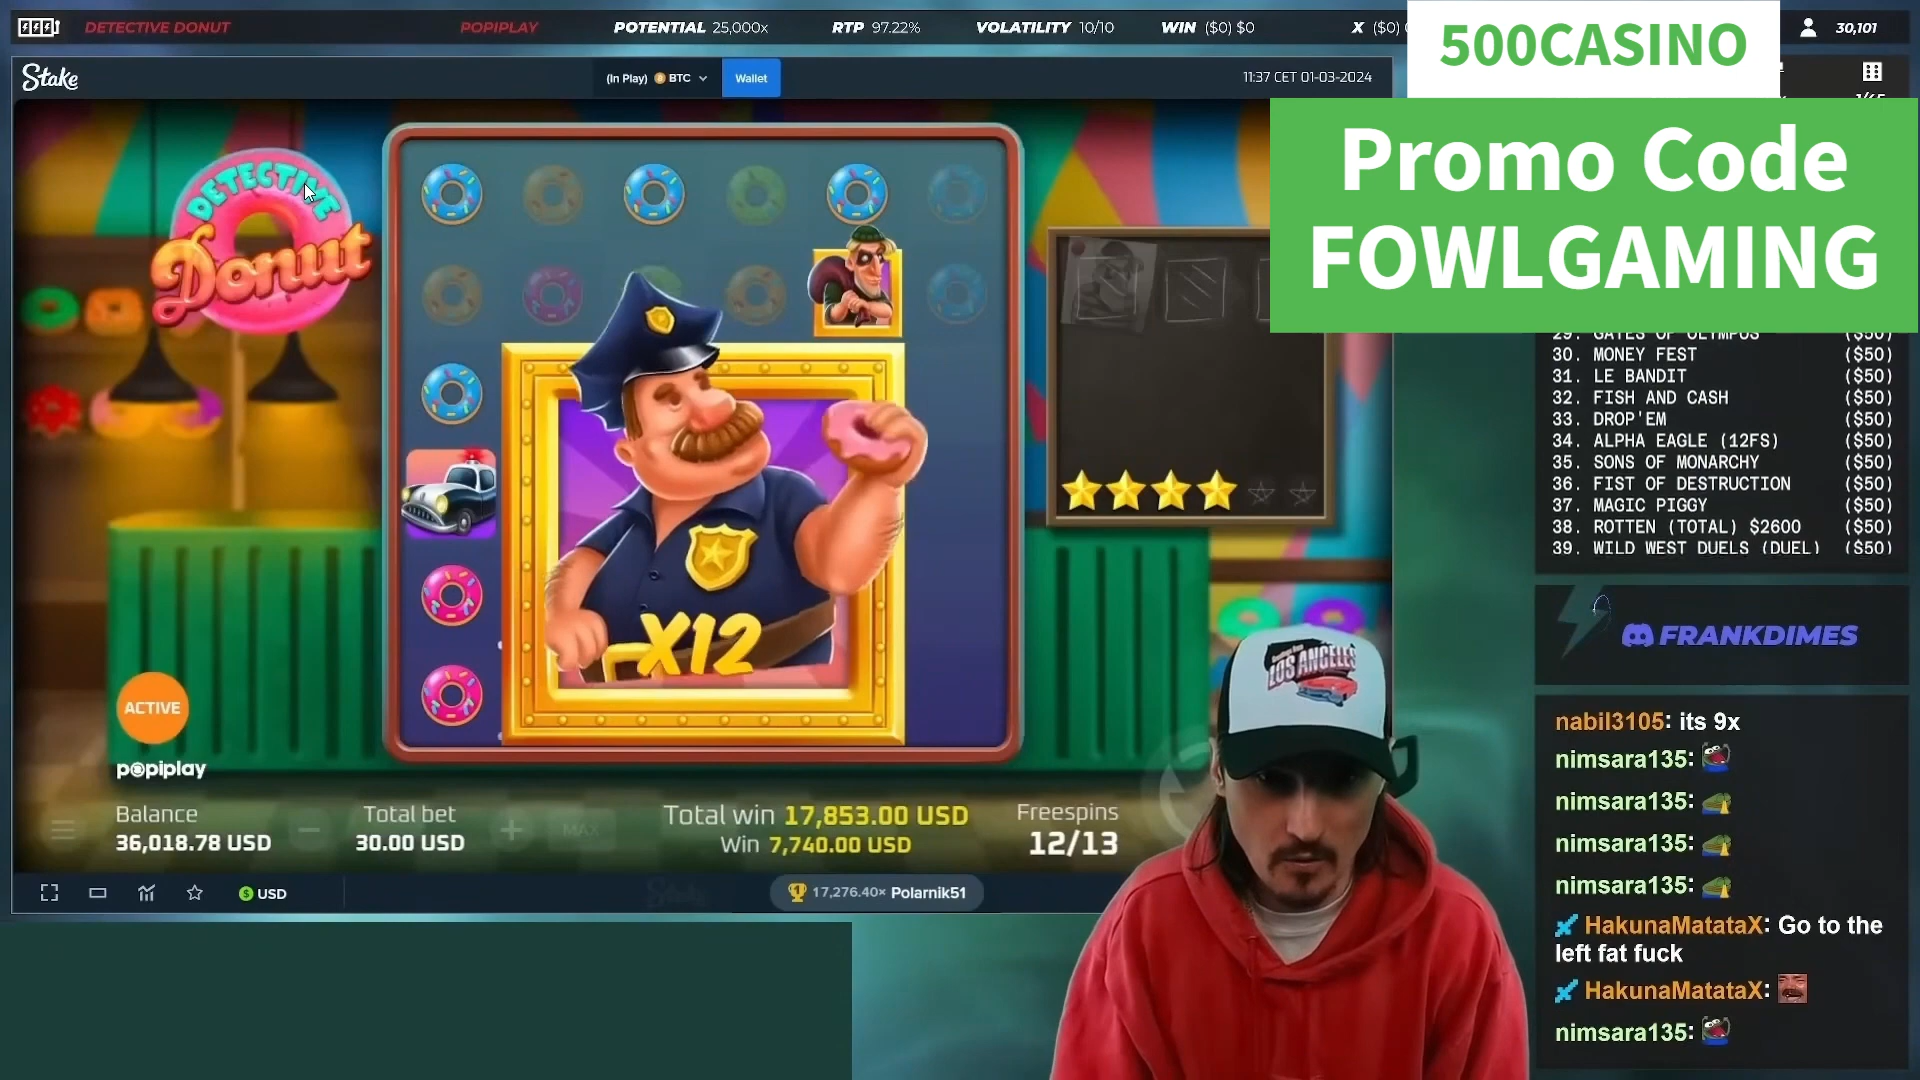 DETECTIVE DONUT
POPIPLAY
POTENTIAL 25,000x
RTP 97.22%
VOLATILITY 10/10
WIN ($0) $0
X ($0)
500CASINO
30,101
Stake
(In Play) BTC
Wallet
11:37 CET 01-03-2024
Promo Code
FOWLGAMING
DETECTIVE
Donut
30. MONEY FEST ($50)
31. LE BANDIT ($50)
32. FISH AND CASH ($50)
33. DROP'EM ($50)
34. ALPHA EAGLE (12FS) ($50)
35. SONS OF MONARCHY ($50)
36. FIST OF DESTRUCTION ($50)
37. MAGIC PIGGY ($50)
38. ROTTEN (TOTAL) $2600 ($50)
39. WILD WEST DUELS (DUEL) ($50)
X12
FRANKDIMES
LOS ANGELES
ACTIVE
popiplay
nabil3105: its 9x
nimsara135:
nimsara135:
nimsara135:
nimsara135:
HakunaMatataX: Go to the
left fat fuck
HakunaMatataX:
nimsara135:
Balance
36,018.78 USD
Total bet
30.00 USD
MAX
Total win 17,853.00 USD
Win 7,740.00 USD
Freespins
12/13
USD
17,276.40× Polarnik51